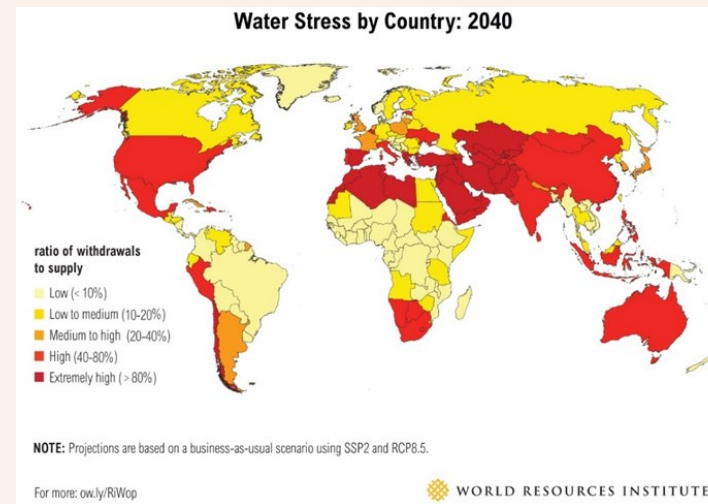 Water Stress by Country: 2040
ratio of withdrawals
to supply
Low (< 10%)
Low to medium (10-20%)
Medium to high (20-40%)
High (40-80%)
Extremely high (> 80%)
NOTE: Projections are based on a business-as-usual scenario using SSP2 and RCP8.5.
For more: ow.ly/RiWop
WORLD RESOURCES INSTITUTE